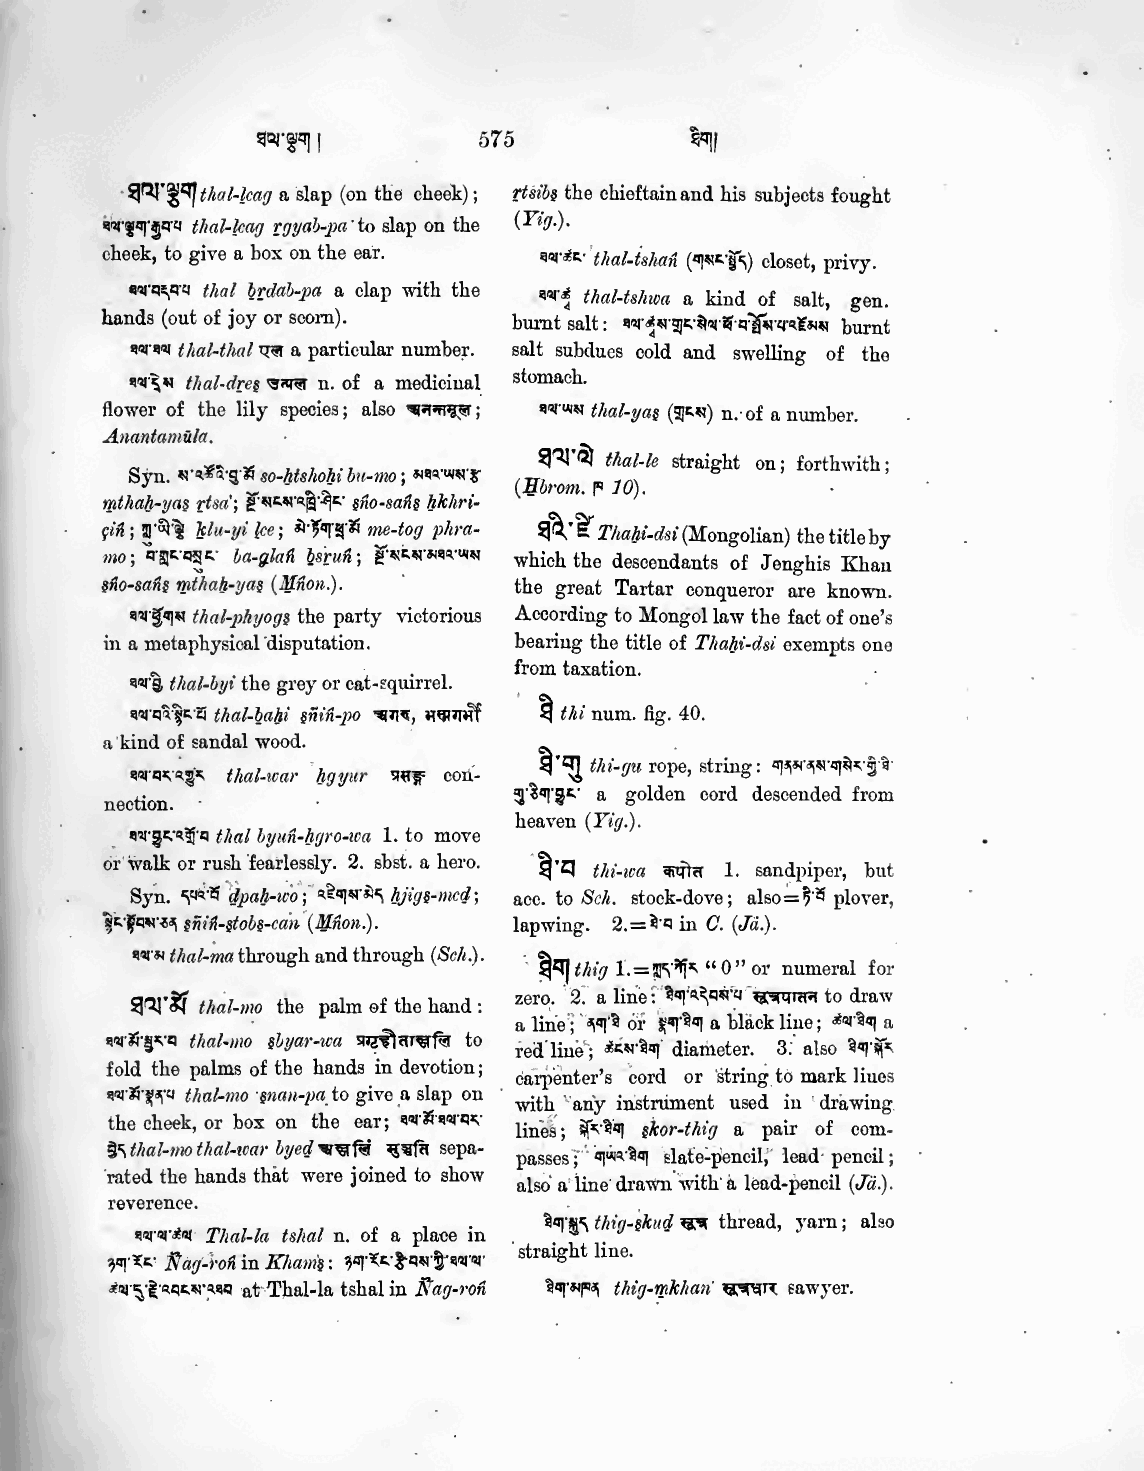 ཐལ་ལྕག | 575 ཐིག།
ཐལ་ལྕག thal-lcag a slap (on the cheek);
ཐལ་ལྕག་རྒྱབ་པ thal-lcag rgyab-pa to slap on the
cheek, to give a box on the ear.
ཐལ་བརྡབ་པ thal brdab-pa a clap with the
hands (out of joy or scorn).
ཐལ་ཐལ thal-thal एल a particular number.
ཐལ་དྲེས thal-dres उत्पल n. of a medicinal
flower of the lily species; also अनन्तमूल;
Anantamūla.
Syn. ས་འཚོའི་བུ་མོ so-ḥtshoḥi bu-mo; མཐའ་ཡས་རྩ
mthaḥ-yas rtsa; སྔོ་སངས་འཁྲི་ཤིང་ sño-sañs ḥkhri-
çiñ; ཀླུ་ཡི་ལྕེ klu-yi lce; མེ་ཏོག་ཕྲ་མོ me-tog phra-
mo; བ་གླང་བསྲུང་ ba-glañ bsruñ; སྔོ་སངས་མཐའ་ཡས
sño-sañs mthaḥ-yas (Mñon.).
ཐལ་ཕྱོགས thal-phyogs the party victorious
in a metaphysical disputation.
ཐལ་བྱི thal-byi the grey or cat-squirrel.
ཐལ་བའི་སྙིང་པོ thal-baḥi sñiñ-po अगरु, भस्मगर्भा
a kind of sandal wood.
ཐལ་བར་འགྱུར thal-war ḥgyur प्रसङ्ग con-
nection.
ཐལ་བྱུང་འགྲོ་བ thal byuñ-ḥgro-wa 1. to move
or walk or rush fearlessly. 2. sbst. a hero.
Syn. དཔའ་བོ dpaḥ-wo; འཇིགས་མེད ḥjigs-med;
སྙིང་སྟོབས་ཅན sñiñ-stobs-can (Mñon.).
ཐལ་མ thal-ma through and through (Sch.).
ཐལ་མོ thal-mo the palm of the hand:
ཐལ་མོ་སྦྱར་བ thal-mo sbyar-wa to
fold the palms of the hands in devotion;
ཐལ་མོ་སྣན་པ thal-mo snan-pa to give a slap on
the cheek, or box on the ear; ཐལ་མོ་ཐལ་བར་
བྱེད thal-mo thal-war byed अञ्जलिं मुञ्चति sepa-
rated the hands that were joined to show
reverence.
ཐལ་ལ་ཚལ Thal-la tshal n. of a place in
ཉག་རོང་ Ñag-roñ in Khams: ཉག་རོང་རྩེ་བས་ཀྱི་ཐལ་ལ་
ཚལ་དུ་རྗེ་འབངས་འཐབ at Thal-la tshal in Ñag-roñ
rtsibs the chieftain and his subjects fought
(Yig.).
ཐལ་ཚང་ thal-tshañ (གསང་སྤྱོད) closet, privy.
ཐལ་ཚྭ thal-tshwa a kind of salt, gen.
burnt salt: burnt
salt subdues cold and swelling of the
stomach.
ཐལ་ཡས thal-yas (གྲངས) n. of a number.
ཐལ་ལེ thal-le straight on; forthwith;
(Hbrom. ཁ 10).
ཐའི་ཇི Thaḥi-dsi (Mongolian) the title by
which the descendants of Jenghis Khan
the great Tartar conqueror are known.
According to Mongol law the fact of one's
bearing the title of Thaḥi-dsi exempts one
from taxation.
ཐི thi num. fig. 40.
ཐི་གུ thi-gu rope, string: གནམ་ནས་གསེར་གྱི་ཐི་
གུ་ཅིག་བྱུང་ a golden cord descended from
heaven (Yig.).
ཐི་བ thi-wa कपोत 1. sandpiper, but
acc. to Sch. stock-dove; also=ཏི་བོ plover,
lapwing. 2.=ཐེ་བ in C. (Jä.).
ཐིག thig 1.=ཀླད་ཀོར "0" or numeral for
zero. 2. a line: ཐིག་འདེབས་པ सूत्रपातन to draw
a line; ནག་ཐི or སྣག་ཐིག a black line; ཚལ་ཐིག a
red line; ཚངས་ཐིག diameter. 3. also ཐིག་སྐོར
carpenter's cord or string to mark lines
with any instrument used in drawing
lines; སྐོར་ཐིག skor-thig a pair of com-
passes; གཡའ་ཐིག slate-pencil, lead pencil;
also a line drawn with a lead-pencil (Jä.).
ཐིག་སྐུད thig-skud सूत्र thread, yarn; also
straight line.
ཐིག་མཁན thig-mkhan सूत्रधार sawyer.